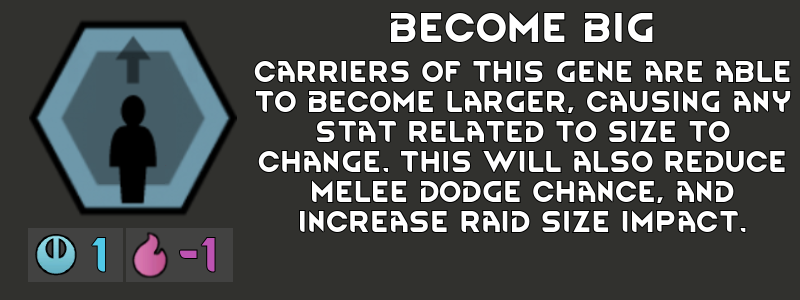 BECOME BIG
CARRIERS OF THIS GENE ARE ABLE
TO BECOME LARGER, CAUSING ANY
STAT RELATED TO SIZE TO
CHANGE. THIS WILL ALSO REDUCE
MELEE DODGE CHANCE, AND
INCREASE RAID SIZE IMPACT.
1 -1